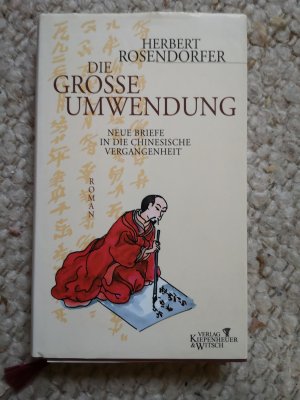 HERBERT
ROSENDORFER
DIE
GROSSE
UMWENDUNG
NEUE BRIEFE
IN DIE CHINESISCHE
VERGANGENHEIT
ROMAN
VERLAG
KIEPENHEUER
& WITSCH